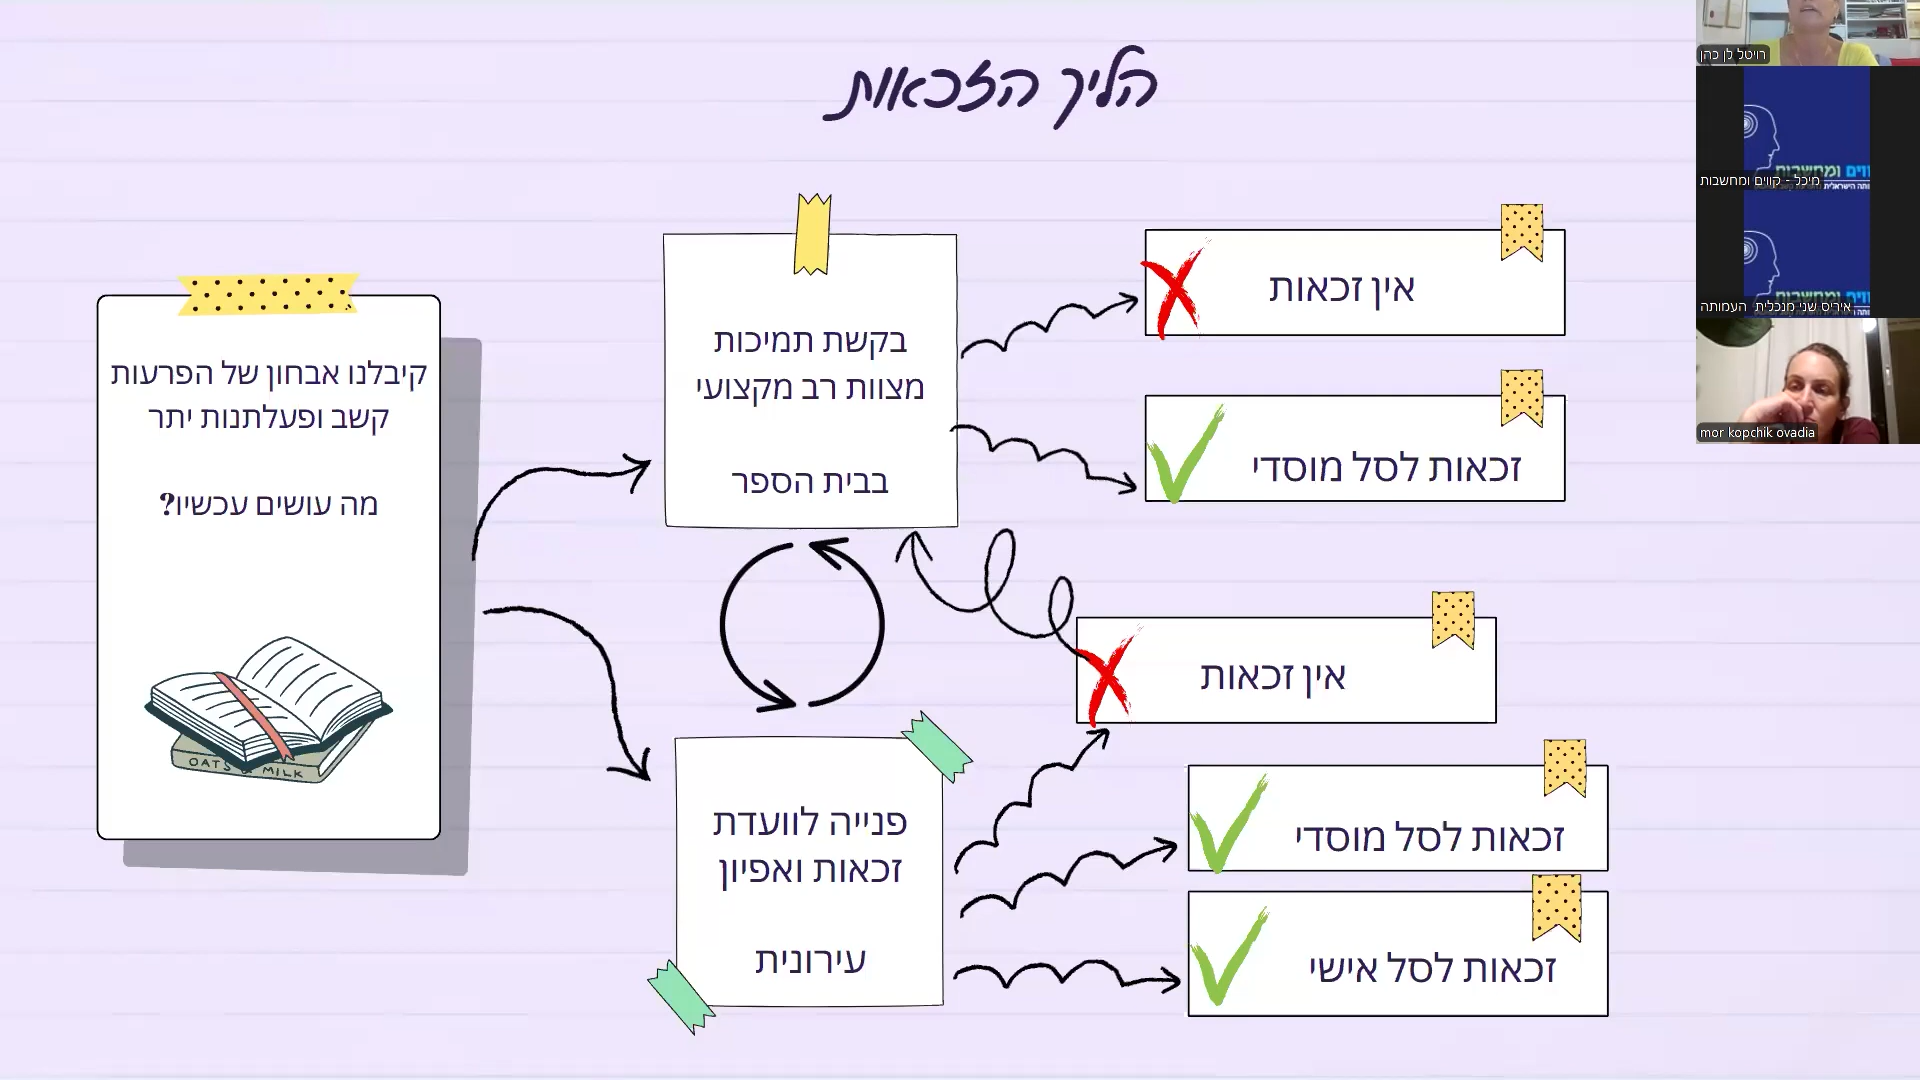 הליך הזכאות
קיבלנו אבחון של הפרעות
קשב ופעלתנות יתר
מה עושים עכשיו?
OATS & MILK
בקשת תמיכות
מצוות רב מקצועי
בבית הספר
אין זכאות
זכאות לסל מוסדי
פנייה לוועדת
זכאות ואפיון
עירונית
אין זכאות
זכאות לסל מוסדי
זכאות לסל אישי
רויטל לן כהן
ומחשבות
מיכל - קווים ומחשבות
ומחשבות
איריס שני מנכלית העמותה
mor kopchik ovadia